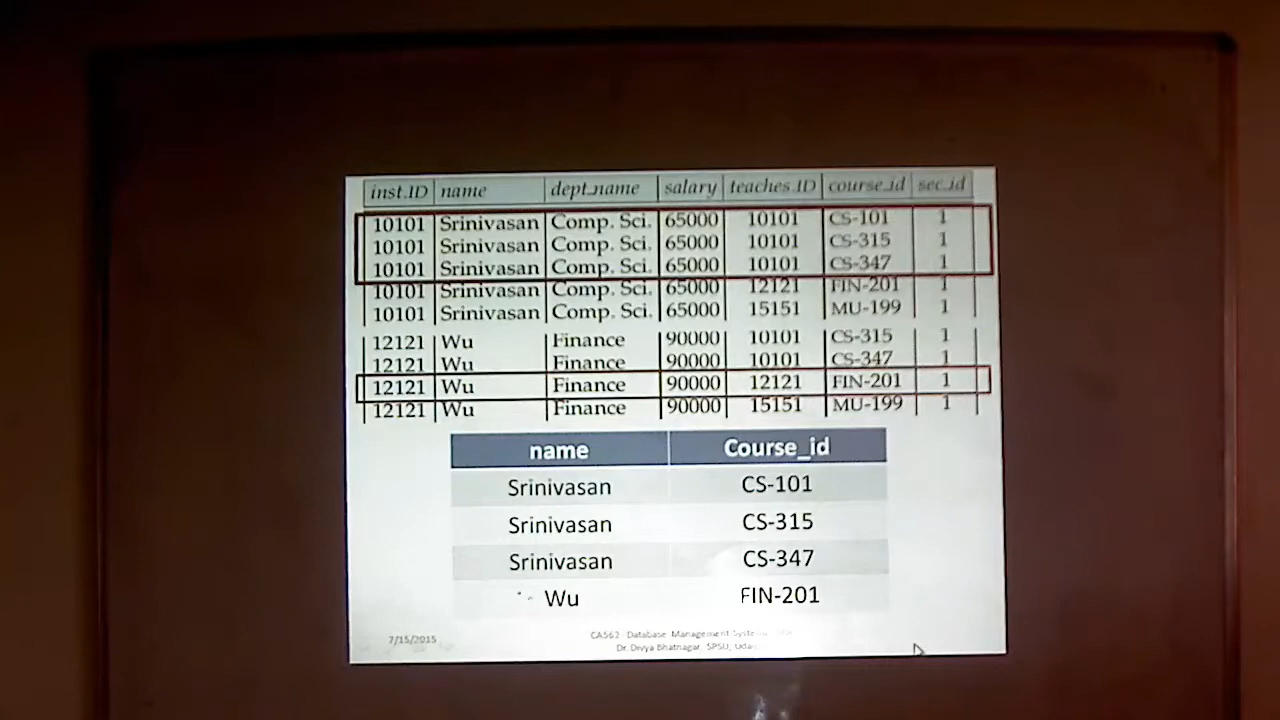 inst.ID name dept_name salary teaches.ID course_id sec_id
10101 Srinivasan Comp. Sci. 65000 10101 CS-101 1
10101 Srinivasan Comp. Sci. 65000 10101 CS-315 1
10101 Srinivasan Comp. Sci. 65000 10101 CS-347 1
10101 Srinivasan Comp. Sci. 65000 12121 FIN-201 1
10101 Srinivasan Comp. Sci. 65000 15151 MU-199 1
12121 Wu Finance 90000 10101 CS-315 1
12121 Wu Finance 90000 10101 CS-347 1
12121 Wu Finance 90000 12121 FIN-201 1
12121 Wu Finance 90000 15151 MU-199 1
name Course_id
Srinivasan CS-101
Srinivasan CS-315
Srinivasan CS-347
Wu FIN-201
7/15/2015
CA562 Database Management
Dr. Divya Bhatnagar, SPSU,